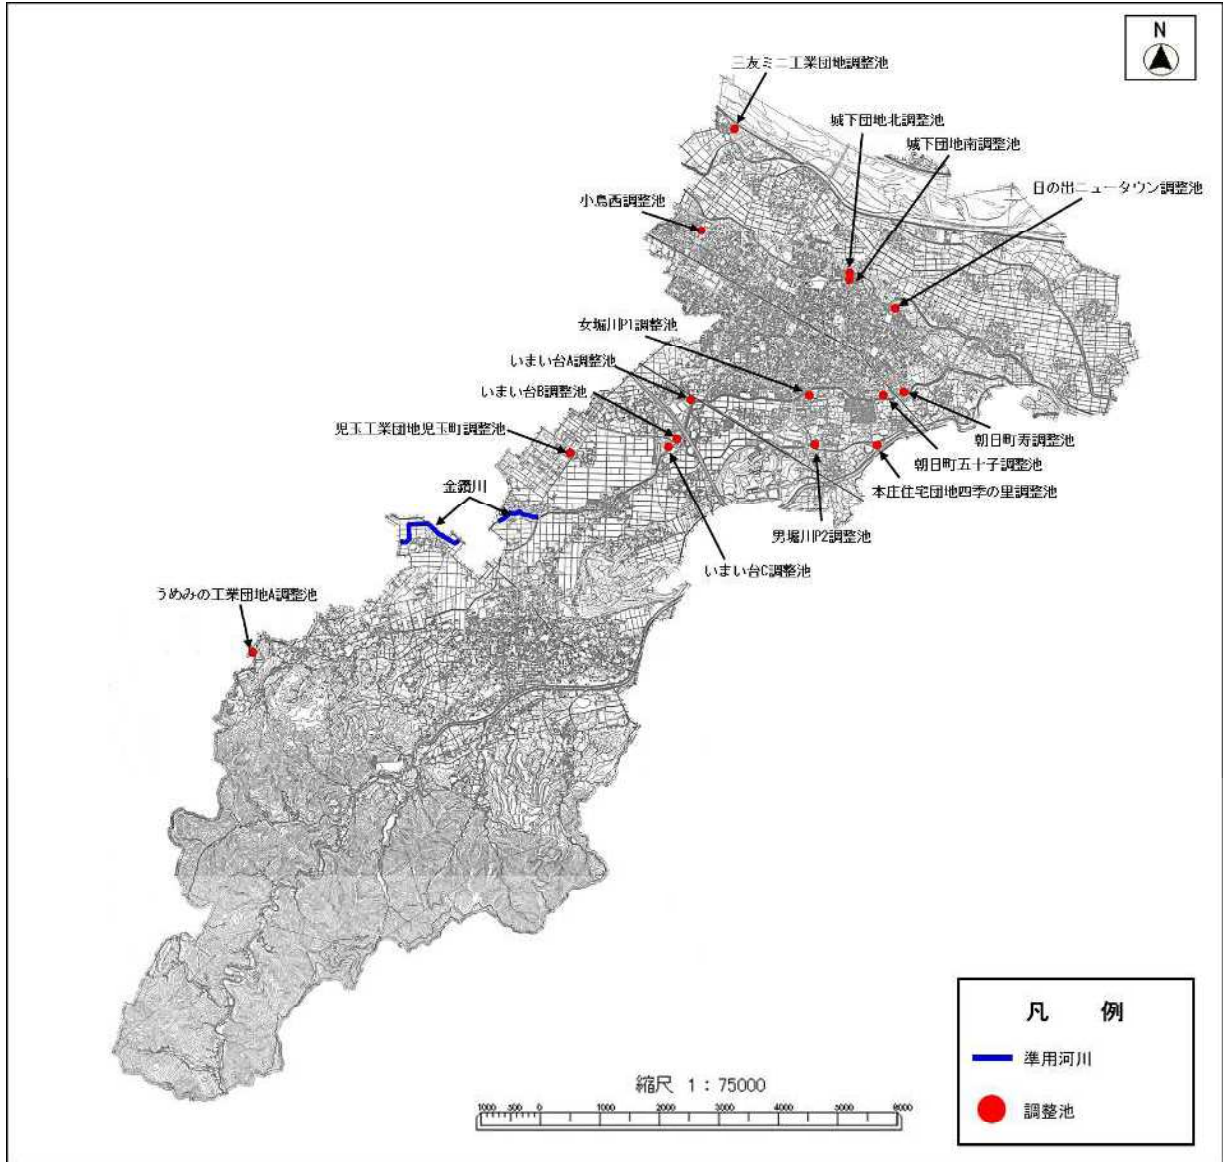 N
三友ミニ工業団地調整池
城下団地北調整池
城下団地南調整池
日の出ニュータウン調整池
小島西調整池
女堀川P1調整池
いまい台A調整池
いまい台B調整池
児玉工業団地児玉町調整池
朝日町寿調整池
朝日町五十子調整池
本庄住宅団地四季の里調整池
金鑚川
男堀川P2調整池
いまい台C調整池
うめみの工業団地A調整池
凡 例
準用河川
調整池
縮尺 1：75000
1000 500 0 1000 2000 3000 4000 5000 6000